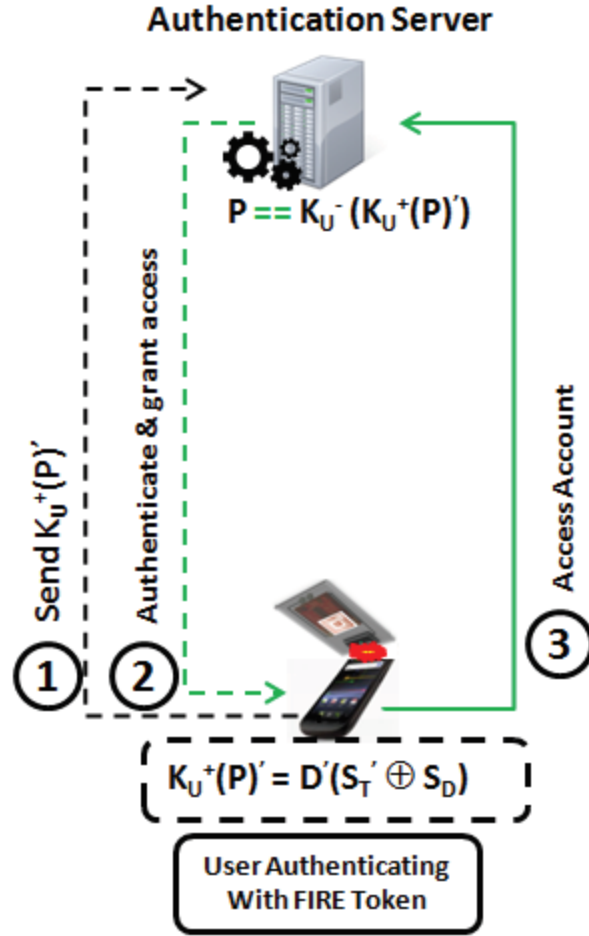 Authentication Server
P == K_U^- (K_U^+(P)′)
Send K_U^+(P)′
Authenticate & grant access
Access Account
1
2
3
K_U^+(P)′ = D′(S_T′ ⊕ S_D)
User Authenticating
With FIRE Token